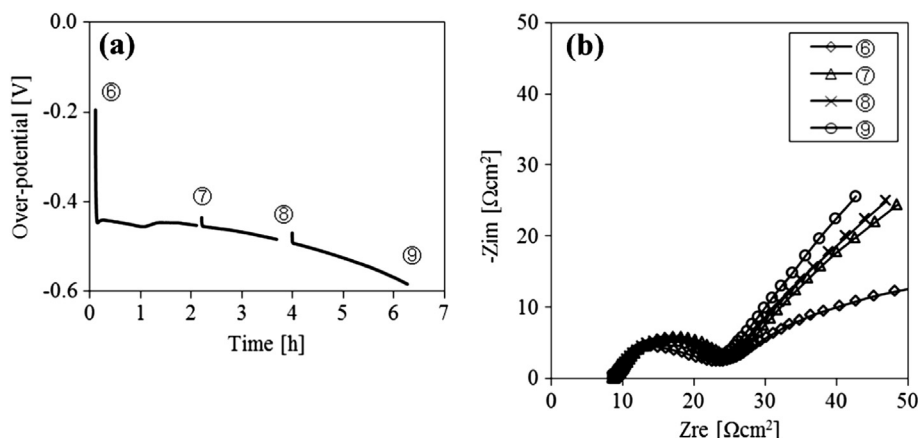 (a)
Over-potential [V]
0.0
-0.2
-0.4
-0.6
⑥
⑦
⑧
⑨
0 1 2 3 4 5 6 7
Time [h]
(b)
-Zim [Ωcm²]
50
40
30
20
10
0
⑥
⑦
⑧
⑨
10 20 30 40 50
Zre [Ωcm²]